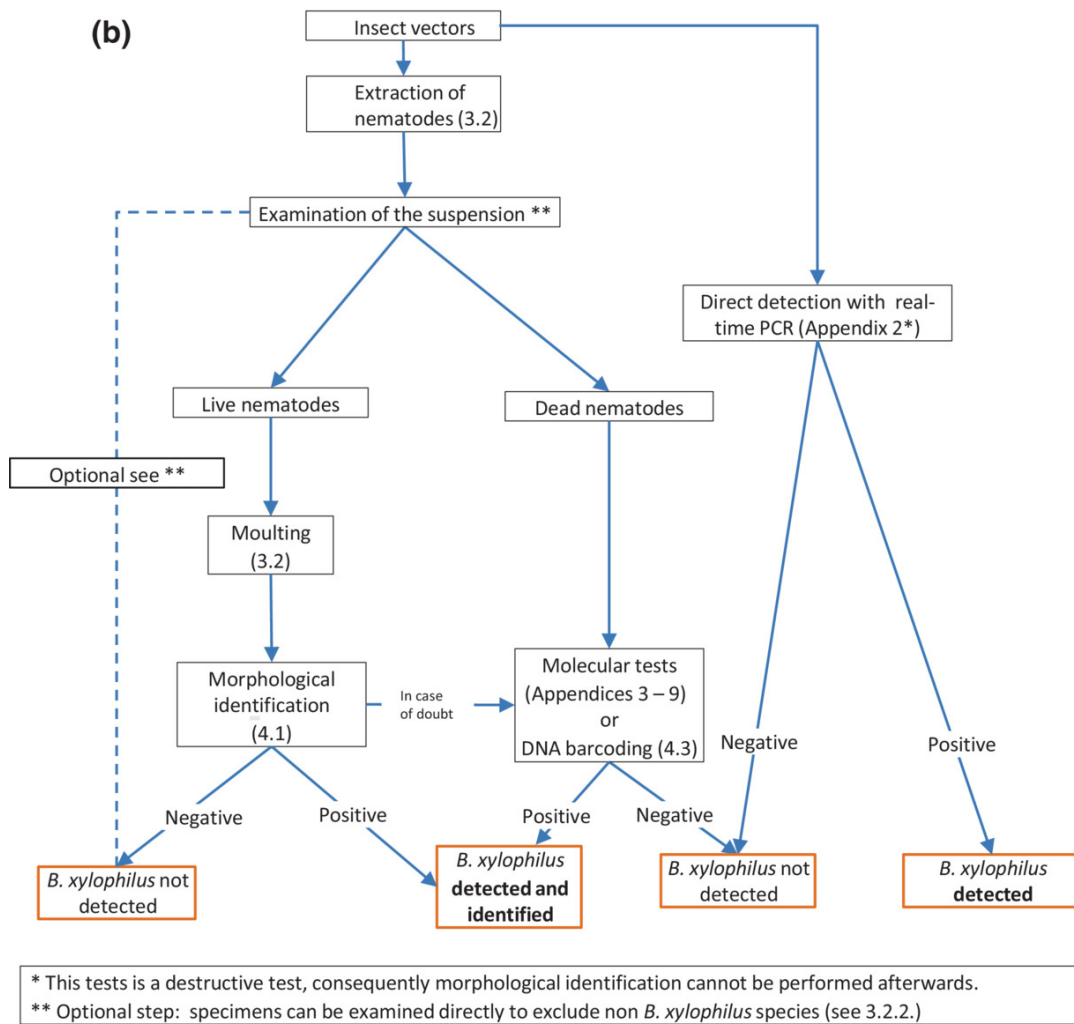 (b)
Insect vectors
Extraction of
nematodes (3.2)
Examination of the suspension **
Direct detection with real-
time PCR (Appendix 2*)
Live nematodes
Dead nematodes
Optional see **
Moulting
(3.2)
Morphological
identification
(4.1)
In case
of doubt
Molecular tests
(Appendices 3 – 9)
or
DNA barcoding (4.3)
Negative
Positive
Negative
Positive
Positive
Negative
B. xylophilus not
detected
B. xylophilus
detected and
identified
B. xylophilus not
detected
B. xylophilus
detected
* This tests is a destructive test, consequently morphological identification cannot be performed afterwards.
** Optional step: specimens can be examined directly to exclude non B. xylophilus species (see 3.2.2.)